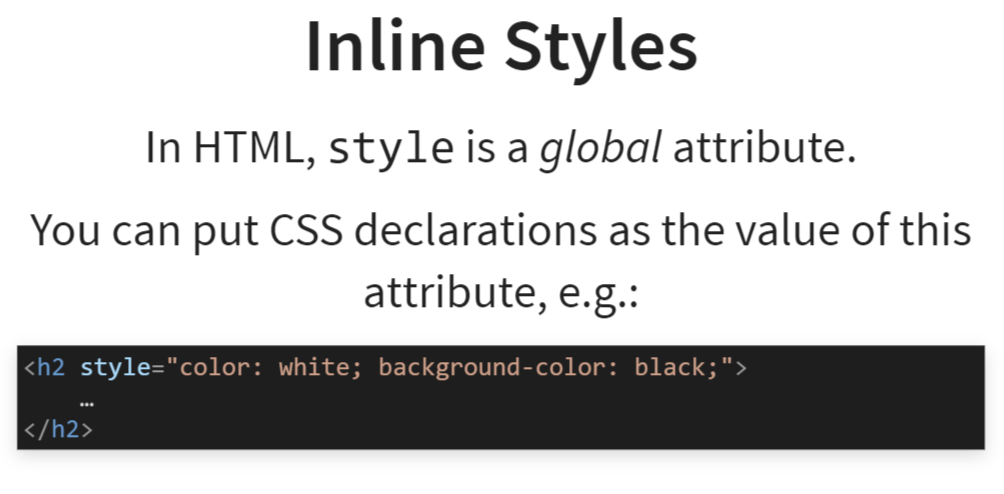 Inline Styles
In HTML, style is a global attribute.
You can put CSS declarations as the value of this
attribute, e.g.:
<h2 style="color: white; background-color: black;">
    …
</h2>